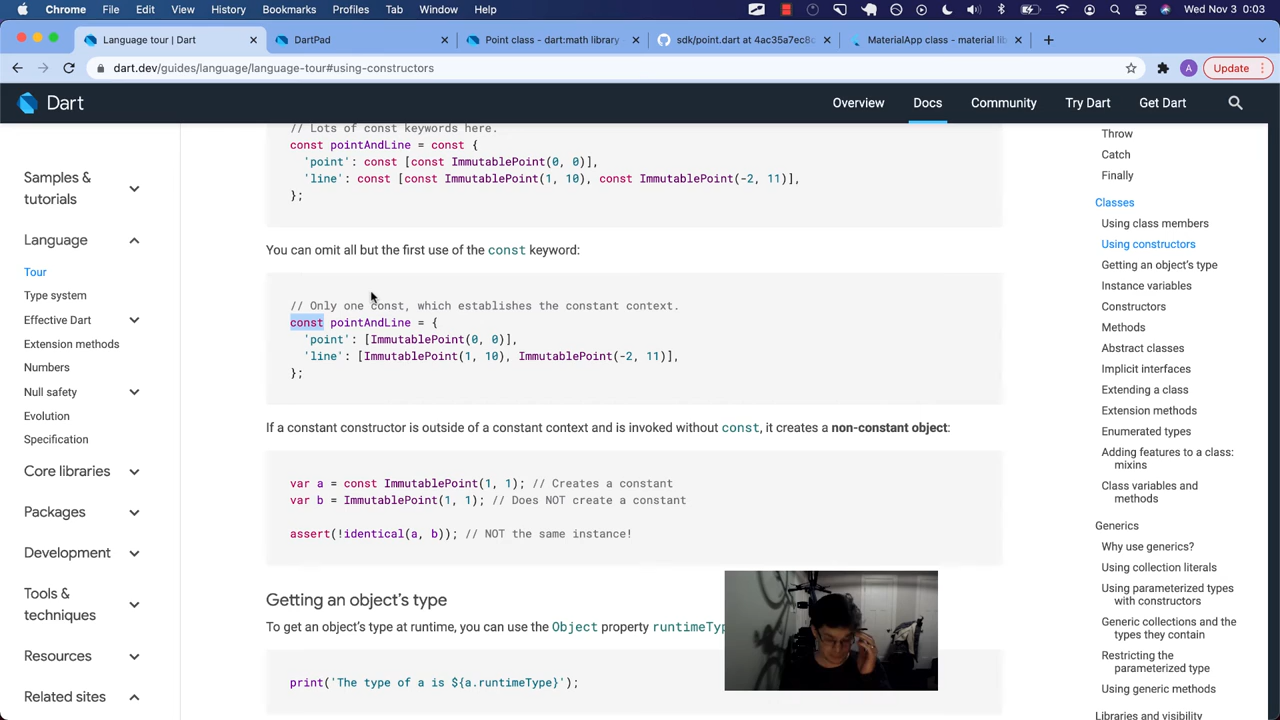 Chrome File Edit View History Bookmarks Profiles Tab Window Help Wed Nov 3 0:03
Language tour | Dart
DartPad
Point class - dart:math library
sdk/point.dart at 4ac35a7ec8
MaterialApp class - material lib
dart.dev/guides/language/language-tour#using-constructors
A
Update
Dart
Overview Docs Community Try Dart Get Dart
Samples &
tutorials
Language
Tour
Type system
Effective Dart
Extension methods
Numbers
Null safety
Evolution
Specification
Core libraries
Packages
Development
Tools &
techniques
Resources
Related sites
// Lots of const keywords here.
const pointAndLine = const {
'point': const [const ImmutablePoint(0, 0)],
'line': const [const ImmutablePoint(1, 10), const ImmutablePoint(-2, 11)],
};
You can omit all but the first use of the const keyword:
// Only one const, which establishes the constant context.
const pointAndLine = {
'point': [ImmutablePoint(0, 0)],
'line': [ImmutablePoint(1, 10), ImmutablePoint(-2, 11)],
};
If a constant constructor is outside of a constant context and is invoked without const, it creates a non-constant object:
var a = const ImmutablePoint(1, 1); // Creates a constant
var b = ImmutablePoint(1, 1); // Does NOT create a constant
assert(!identical(a, b)); // NOT the same instance!
Getting an object's type
To get an object's type at runtime, you can use the Object property runtimeTyp
print('The type of a is ${a.runtimeType}');
Throw
Catch
Finally
Classes
Using class members
Using constructors
Getting an object's type
Instance variables
Constructors
Methods
Abstract classes
Implicit interfaces
Extending a class
Extension methods
Enumerated types
Adding features to a class:
mixins
Class variables and
methods
Generics
Why use generics?
Using collection literals
Using parameterized types
with constructors
Generic collections and the
types they contain
Restricting the
parameterized type
Using generic methods
Libraries and visibility